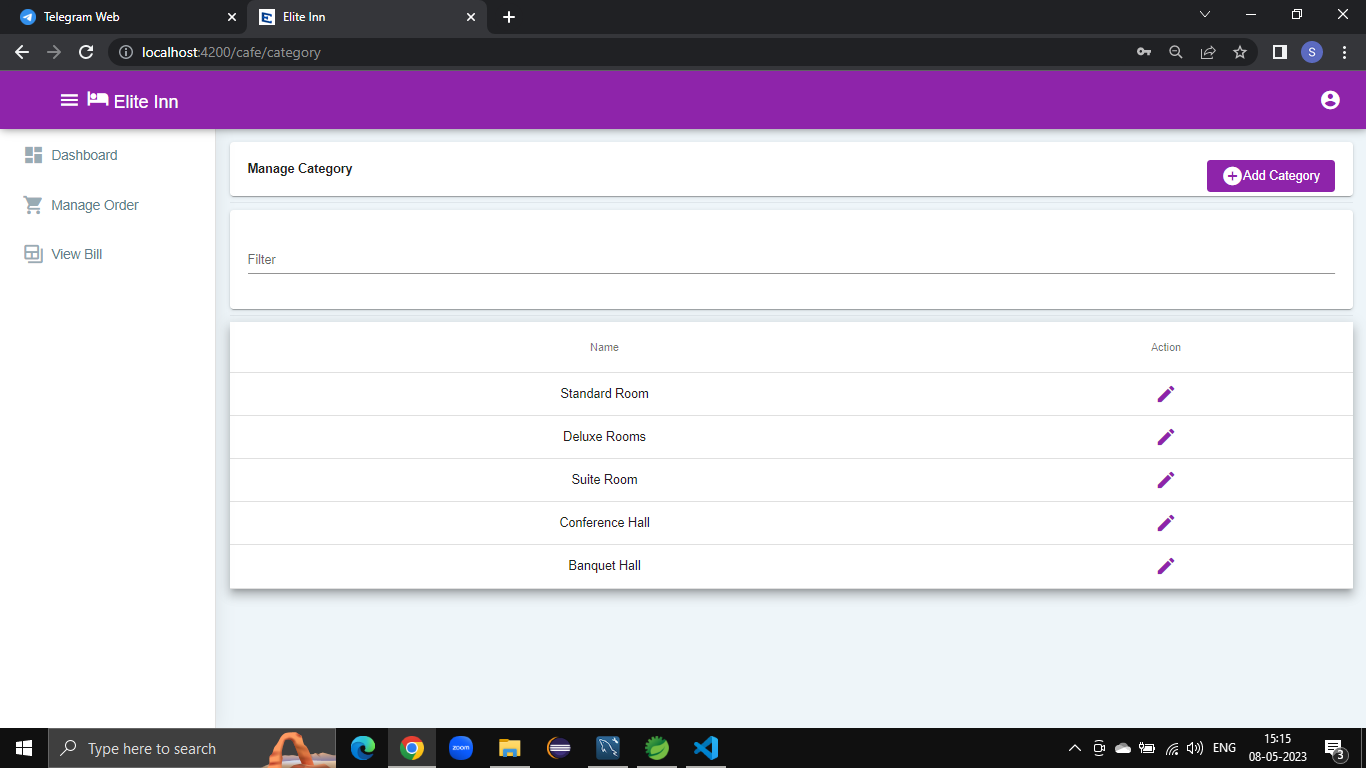 Telegram Web
Elite Inn
localhost:4200/cafe/category
S
Elite Inn
Dashboard
Manage Order
View Bill
Manage Category
Add Category
Filter
Name Action
Standard Room
Deluxe Rooms
Suite Room
Conference Hall
Banquet Hall
Type here to search
zoom
ENG
15:15
08-05-2023
3